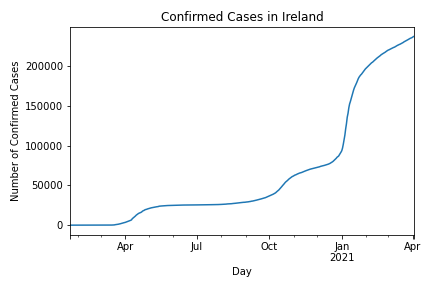 Confirmed Cases in Ireland
Number of Confirmed Cases
200000
150000
100000
50000
0
Apr Jul Oct Jan Apr
2021
Day